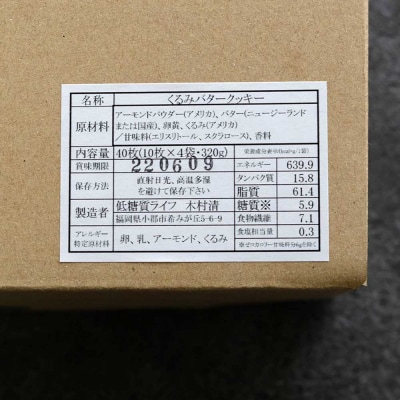 名称 くるみバタークッキー
原材料 アーモンドパウダー(アメリカ)、バター(ニュージーランド
または国産)、卵黄、くるみ(アメリカ)
/甘味料(エリスリトール、スクラロース)、香料
内容量 40枚(10枚×4袋・320g)
賞味期限 220609
保存方法 直射日光、高温多湿
を避けて保存下さい
製造者 低糖質ライフ 木村清
福岡県小郡市希みが丘5-6-9
アレルギー
特定原材料 卵、乳、アーモンド、くるみ
エネルギー 639.9
タンパク質 15.8
脂質 61.4
糖質※ 5.9
食物繊維 7.1
食塩相当量 0.3